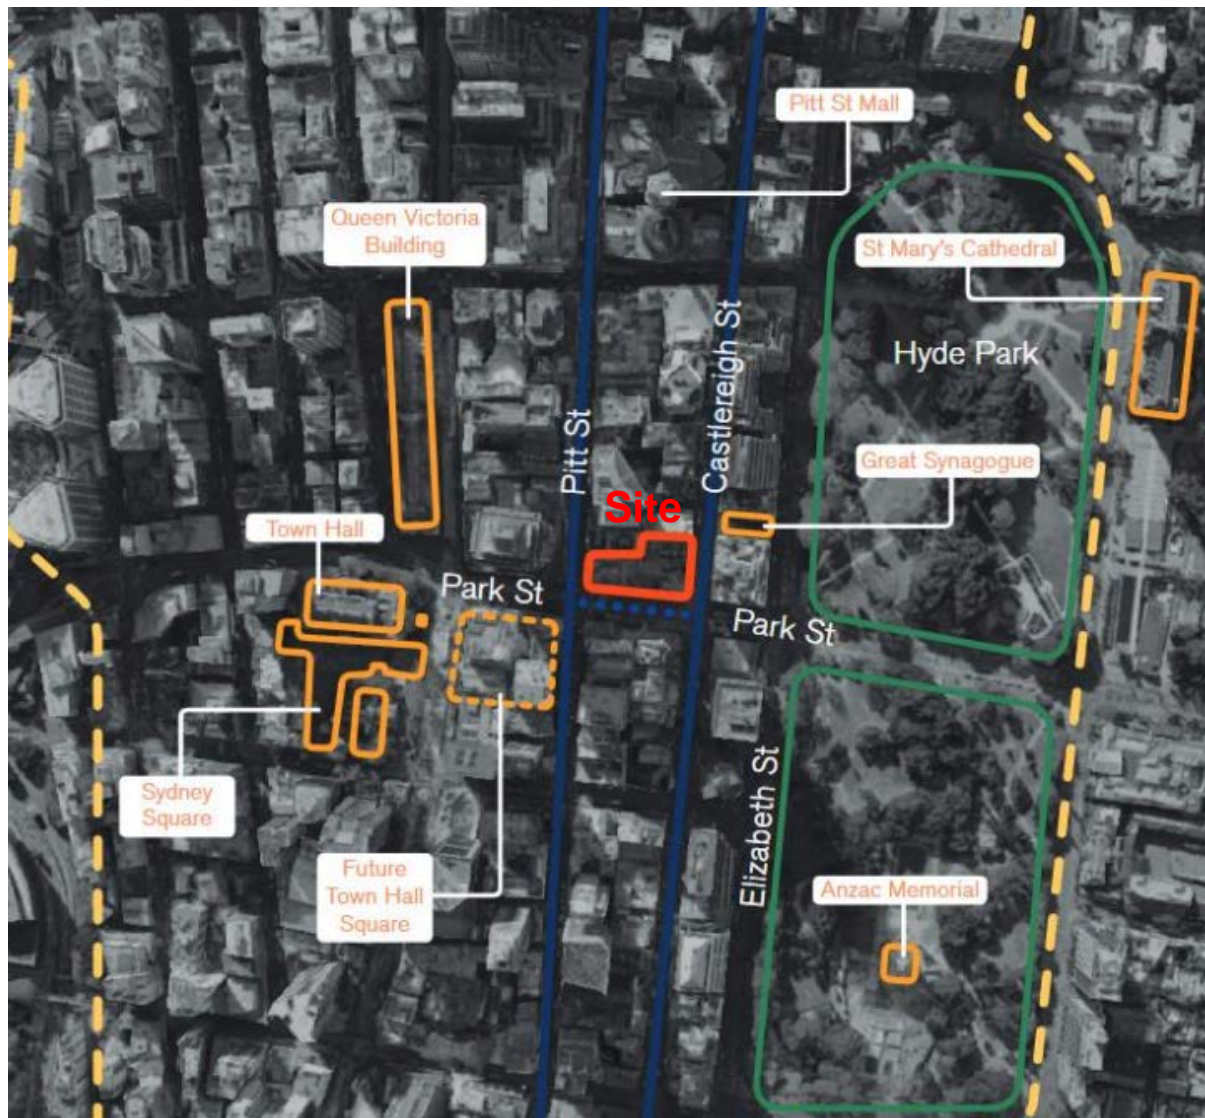 Pitt St Mall
Queen Victoria
Building
St Mary's Cathedral
Hyde Park
Castlereigh St
Pitt St
Great Synagogue
Site
Town Hall
Park St
Park St
Sydney
Square
Elizabeth St
Future
Town Hall
Square
Anzac Memorial